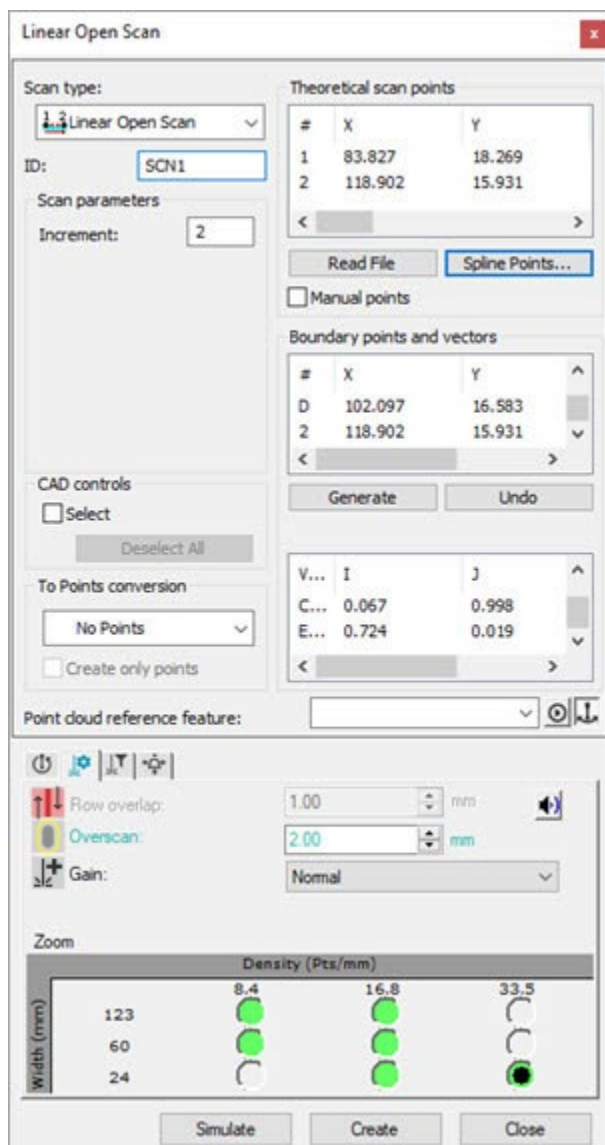 Linear Open Scan
x
Scan type:
Linear Open Scan
ID: SCN1
Scan parameters
Increment: 2
CAD controls
Select
Deselect All
To Points conversion
No Points
Create only points
Theoretical scan points
# X Y
1 83.827 18.269
2 118.902 15.931
Read File Spline Points...
Manual points
Boundary points and vectors
# X Y
D 102.097 16.583
2 118.902 15.931
Generate Undo
V... I J
C... 0.067 0.998
E... 0.724 0.019
Point cloud reference feature:
Row overlap: 1.00 mm
Overscan: 2.00 mm
Gain: Normal
Zoom
Density (Pts/mm)
8.4 16.8 33.5
Width (mm)
123
60
24
Simulate Create Close